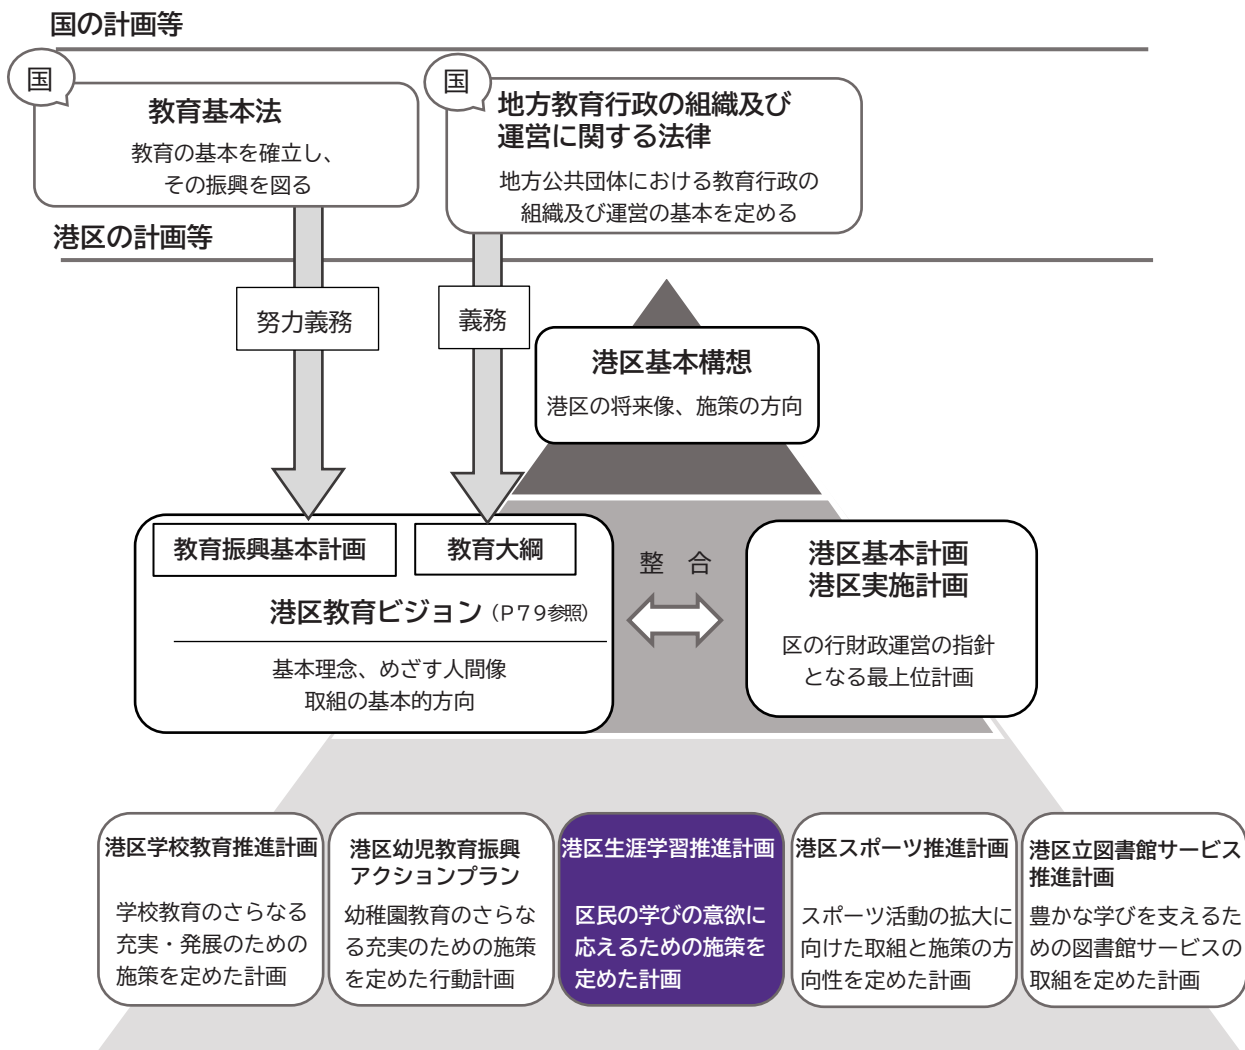 国の計画等
国
教育基本法
教育の基本を確立し、
その振興を図る
国
地方教育行政の組織及び
運営に関する法律
地方公共団体における教育行政の
組織及び運営の基本を定める
港区の計画等
努力義務
義務
港区基本構想
港区の将来像、施策の方向
教育振興基本計画
教育大綱
港区教育ビジョン（P79参照）
基本理念、めざす人間像
取組の基本的方向
整 合
港区基本計画
港区実施計画
区の行財政運営の指針
となる最上位計画
港区学校教育推進計画
学校教育のさらなる
充実・発展のための
施策を定めた計画
港区幼児教育振興
アクションプラン
幼稚園教育のさらな
る充実のための施策
を定めた行動計画
港区生涯学習推進計画
区民の学びの意欲に
応えるための施策を
定めた計画
港区スポーツ推進計画
スポーツ活動の拡大に
向けた取組と施策の方
向性を定めた計画
港区立図書館サービス
推進計画
豊かな学びを支えるた
めの図書館サービスの
取組を定めた計画